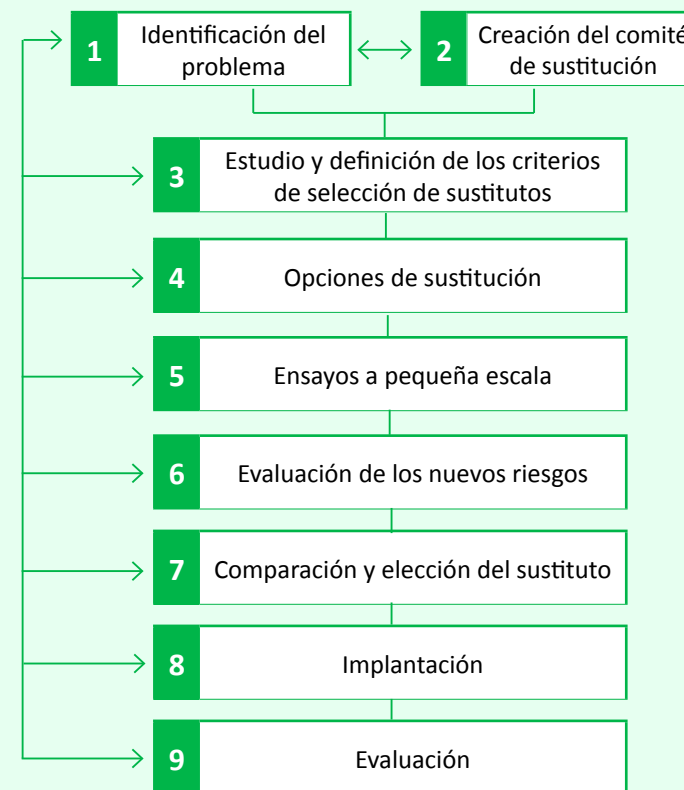 1
Identificación del
problema
2
Creación del comité
de sustitución
3
Estudio y definición de los criterios
de selección de sustitutos
4
Opciones de sustitución
5
Ensayos a pequeña escala
6
Evaluación de los nuevos riesgos
7
Comparación y elección del sustituto
8
Implantación
9
Evaluación